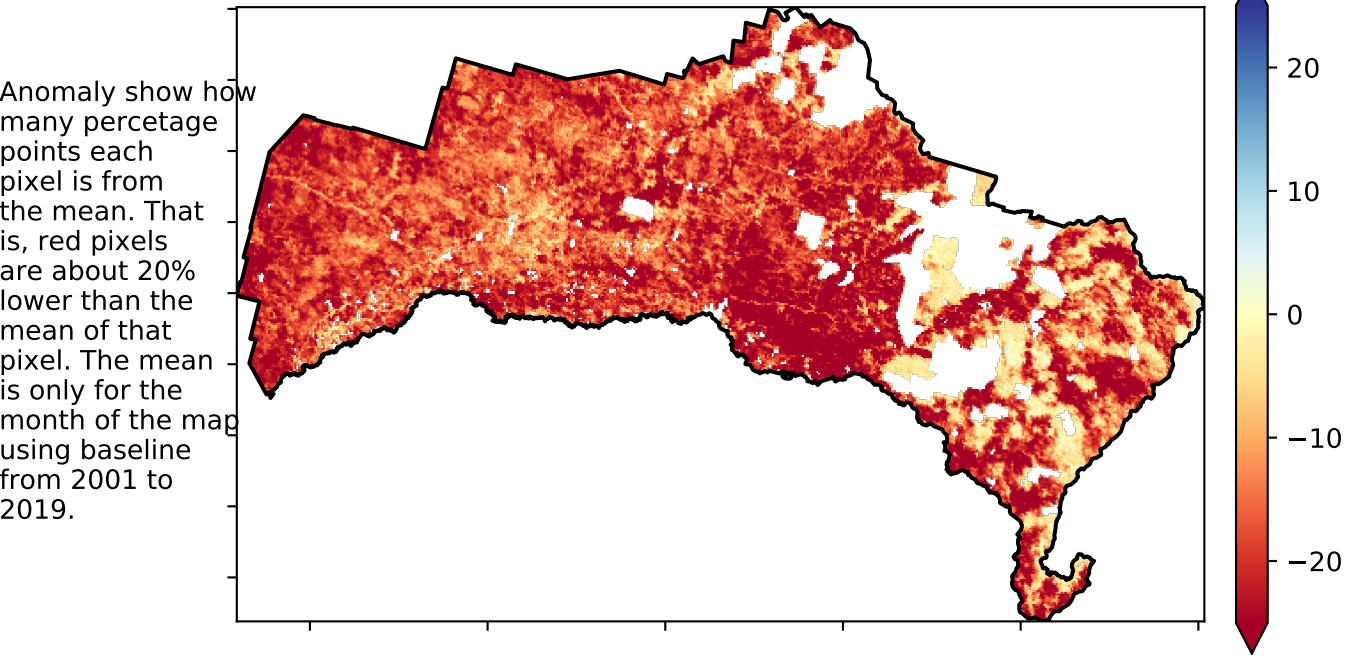 Anomaly show how
many percetage
points each
pixel is from
the mean. That
is, red pixels
are about 20%
lower than the
mean of that
pixel. The mean
is only for the
month of the map
using baseline
from 2001 to
2019.
20
10
0
−10
−20